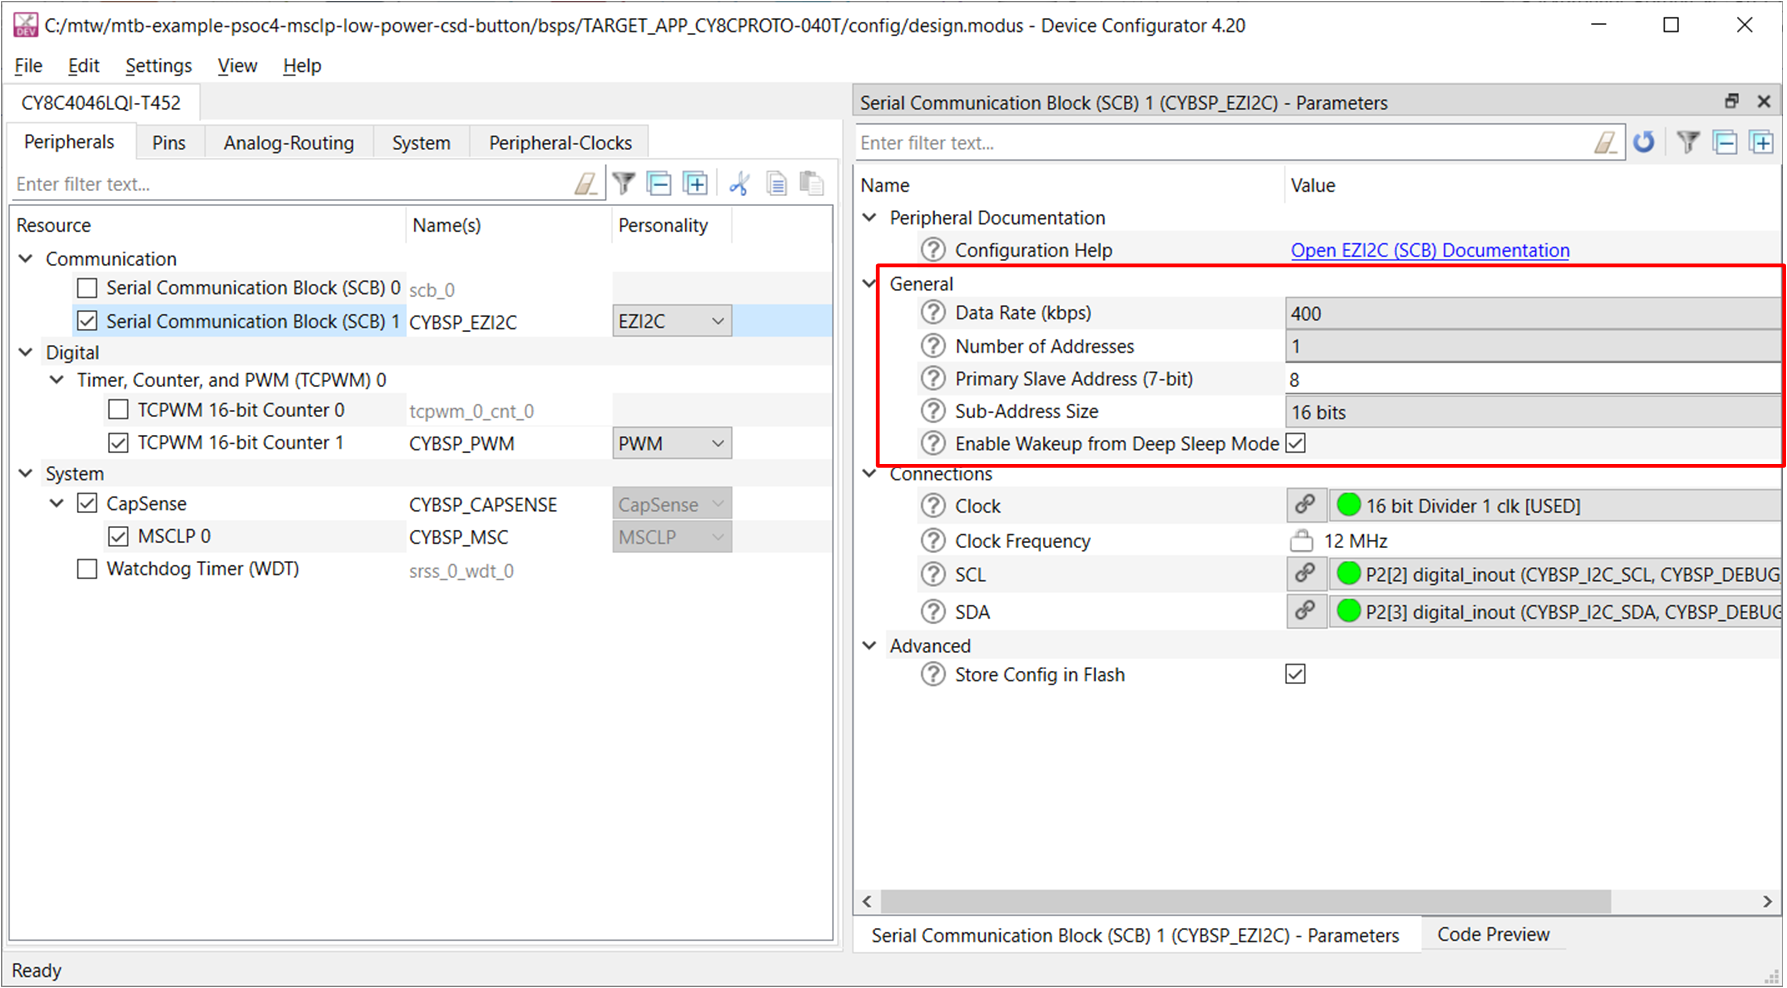 C:/mtw/mtb-example-psoc4-msclp-low-power-csd-button/bsps/TARGET_APP_CY8CPROTO-040T/config/design.modus - Device Configurator 4.20
File Edit Settings View Help
CY8C4046LQI-T452
Peripherals Pins Analog-Routing System Peripheral-Clocks
Enter filter text...
Resource Name(s) Personality
Communication
Serial Communication Block (SCB) 0 scb_0
Serial Communication Block (SCB) 1 CYBSP_EZI2C EZI2C
Digital
Timer, Counter, and PWM (TCPWM) 0
TCPWM 16-bit Counter 0 tcpwm_0_cnt_0
TCPWM 16-bit Counter 1 CYBSP_PWM PWM
System
CapSense CYBSP_CAPSENSE CapSense
MSCLP 0 CYBSP_MSC MSCLP
Watchdog Timer (WDT) srss_0_wdt_0
Serial Communication Block (SCB) 1 (CYBSP_EZI2C) - Parameters
Enter filter text...
Name Value
Peripheral Documentation
Configuration Help Open EZI2C (SCB) Documentation
General
Data Rate (kbps) 400
Number of Addresses 1
Primary Slave Address (7-bit) 8
Sub-Address Size 16 bits
Enable Wakeup from Deep Sleep Mode
Connections
Clock 16 bit Divider 1 clk [USED]
Clock Frequency 12 MHz
SCL P2[2] digital_inout (CYBSP_I2C_SCL, CYBSP_DEBUG
SDA P2[3] digital_inout (CYBSP_I2C_SDA, CYBSP_DEBUG
Advanced
Store Config in Flash
Serial Communication Block (SCB) 1 (CYBSP_EZI2C) - Parameters Code Preview
Ready